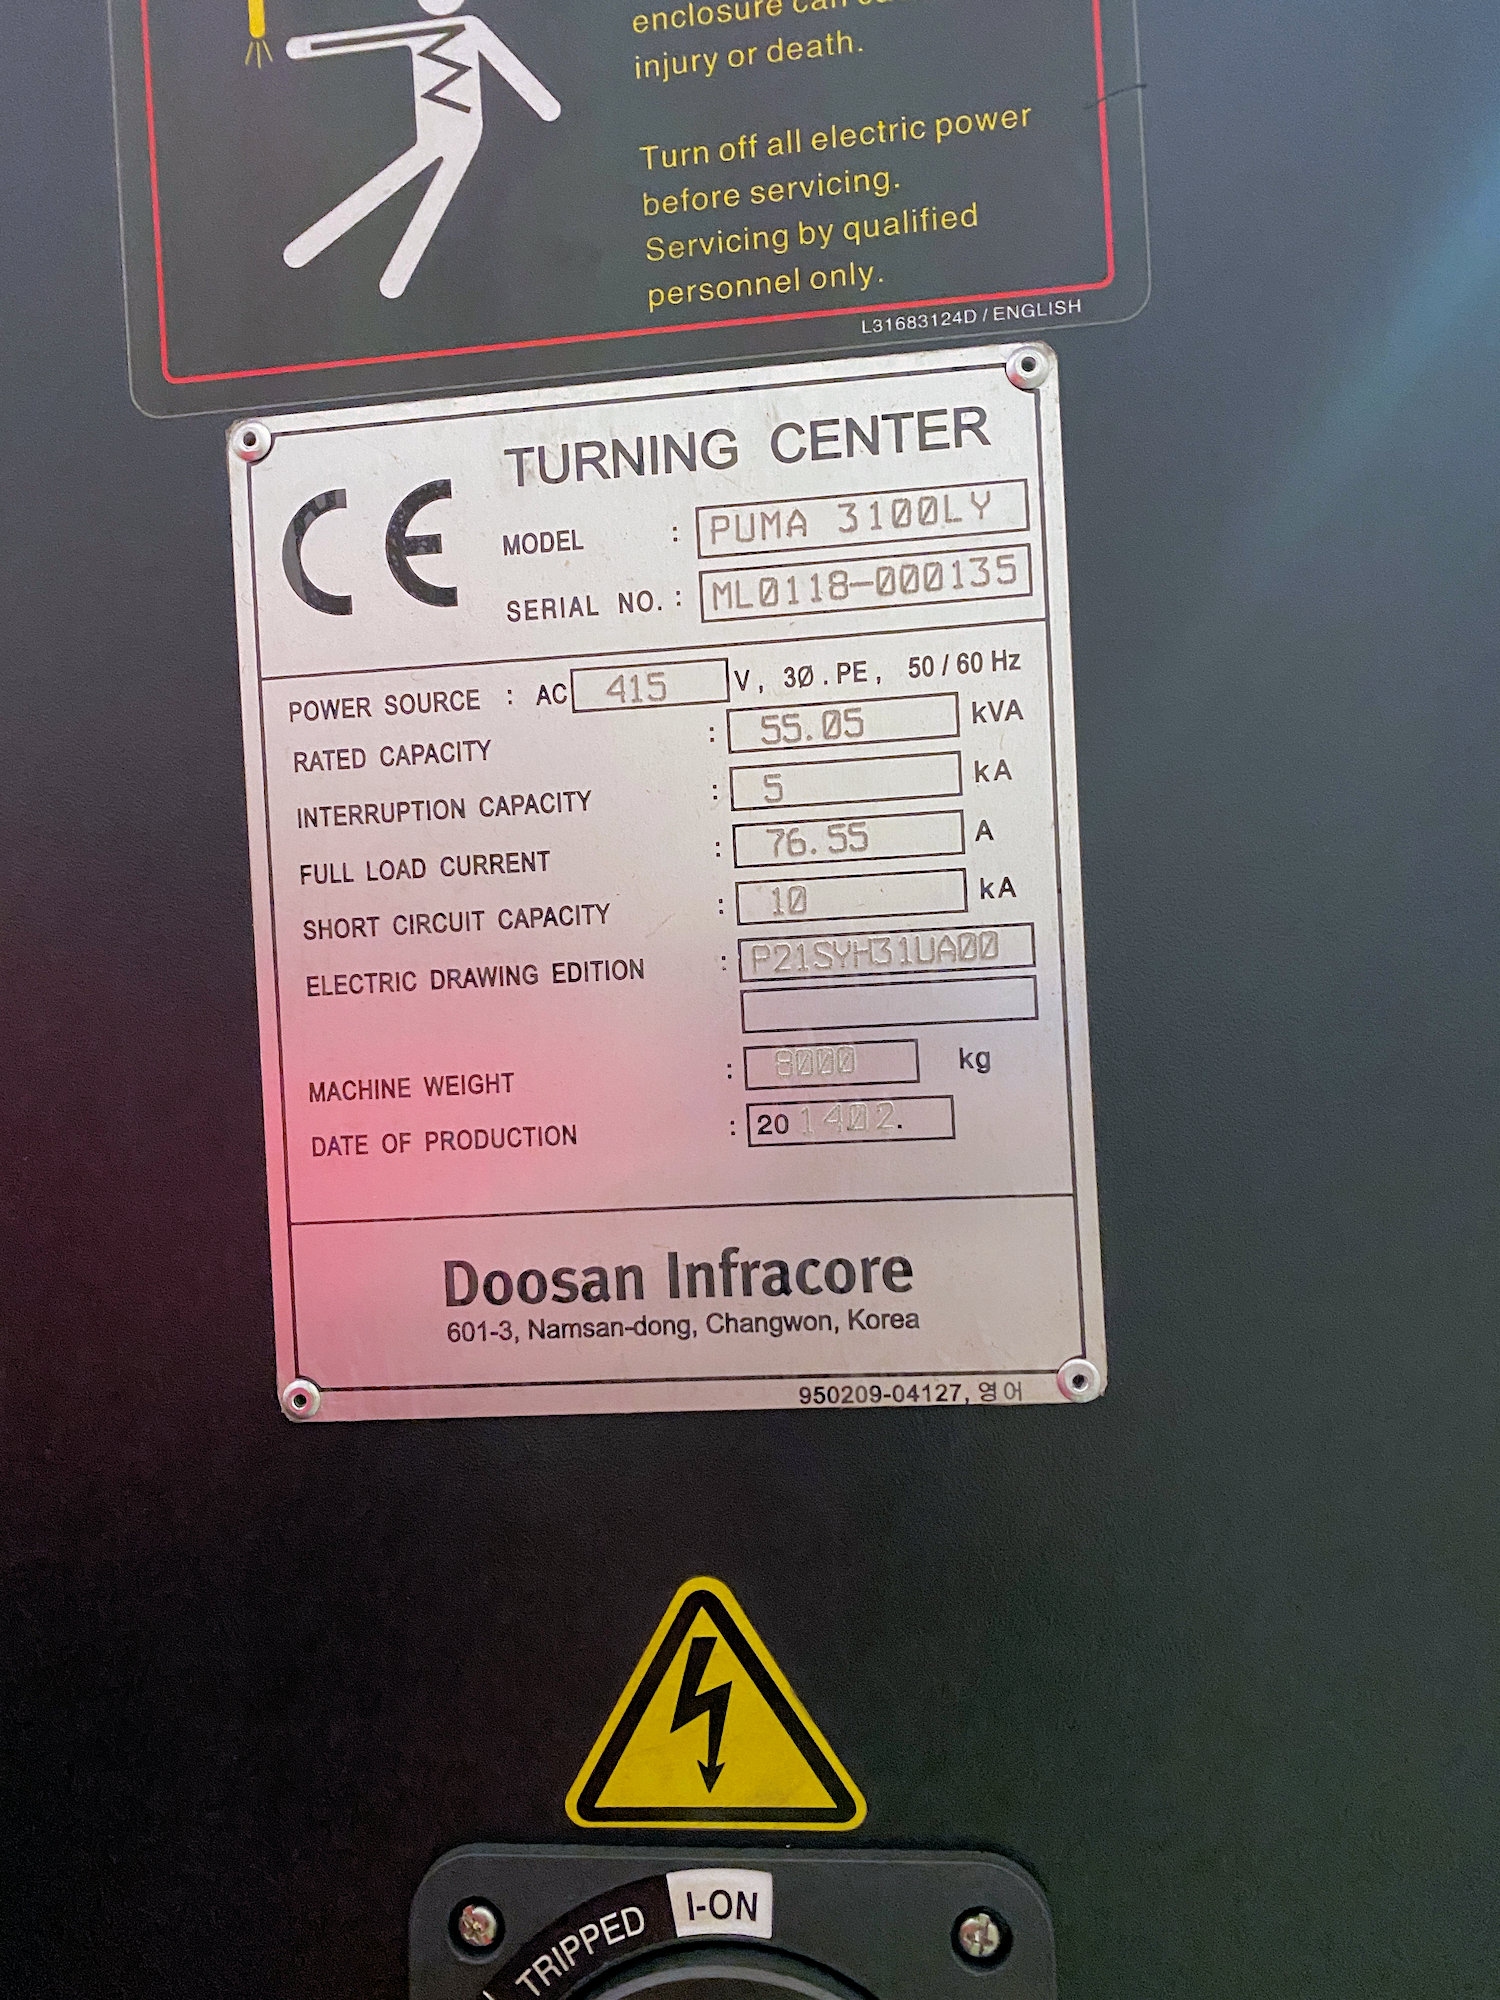 enclosure can
injury or death.
Turn off all electric power
before servicing.
Servicing by qualified
personnel only.
L31683124D / ENGLISH
CE
TURNING CENTER
MODEL : PUMA 3100LY
SERIAL NO. : ML0118-000135
POWER SOURCE : AC 415 V, 3Ø . PE, 50 / 60 Hz
RATED CAPACITY : 55.05 kVA
INTERRUPTION CAPACITY : 5 kA
FULL LOAD CURRENT : 76.55 A
SHORT CIRCUIT CAPACITY : 10 kA
ELECTRIC DRAWING EDITION : P21SYH31UA00
MACHINE WEIGHT : 8000 kg
DATE OF PRODUCTION : 20 1402.
Doosan Infracore
601-3, Namsan-dong, Changwon, Korea
950209-04127, 영어
I-ON
TRIPPED